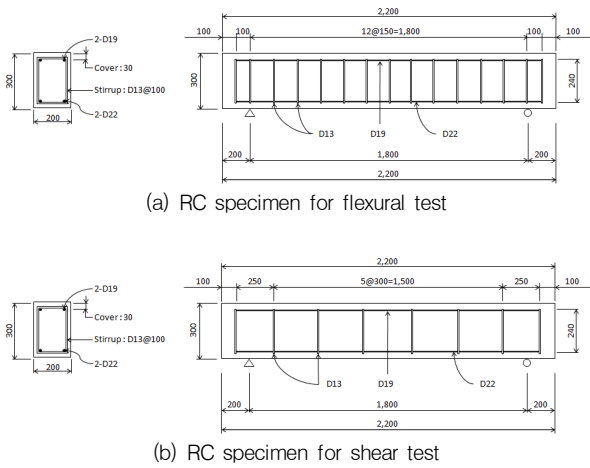 2,200
100 100 12@150=1,800 100 100
2-D19
Cover : 30
Stirrup : D13@100
2-D22
300
200
300
240
D13 D19 D22
200 1,800 200
2,200
(a) RC specimen for flexural test
2,200
100 250 5@300=1,500 250 100
2-D19
Cover : 30
Stirrup : D13@100
2-D22
300
200
300
240
D13 D19 D22
200 1,800 200
2,200
(b) RC specimen for shear test